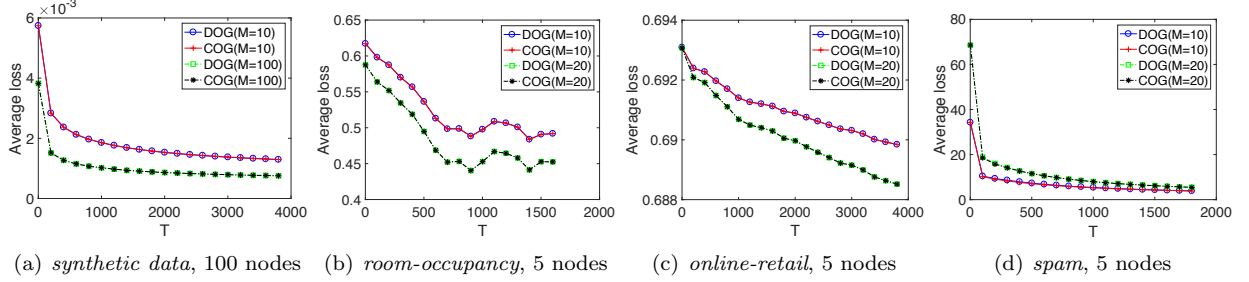 ×10⁻³
6
4
2
0
Average loss
0
1000
2000
3000
4000
T
DOG(M=10)
COG(M=10)
DOG(M=100)
COG(M=100)
0.65
0.6
0.55
0.5
0.45
0.4
Average loss
0
500
1000
1500
2000
T
DOG(M=10)
COG(M=10)
DOG(M=20)
COG(M=20)
0.694
0.692
0.69
0.688
Average loss
0
1000
2000
3000
4000
T
DOG(M=10)
COG(M=10)
DOG(M=20)
COG(M=20)
80
60
40
20
0
Average loss
0
500
1000
1500
2000
T
DOG(M=10)
COG(M=10)
DOG(M=20)
COG(M=20)
(a) synthetic data, 100 nodes
(b) room-occupancy, 5 nodes
(c) online-retail, 5 nodes
(d) spam, 5 nodes